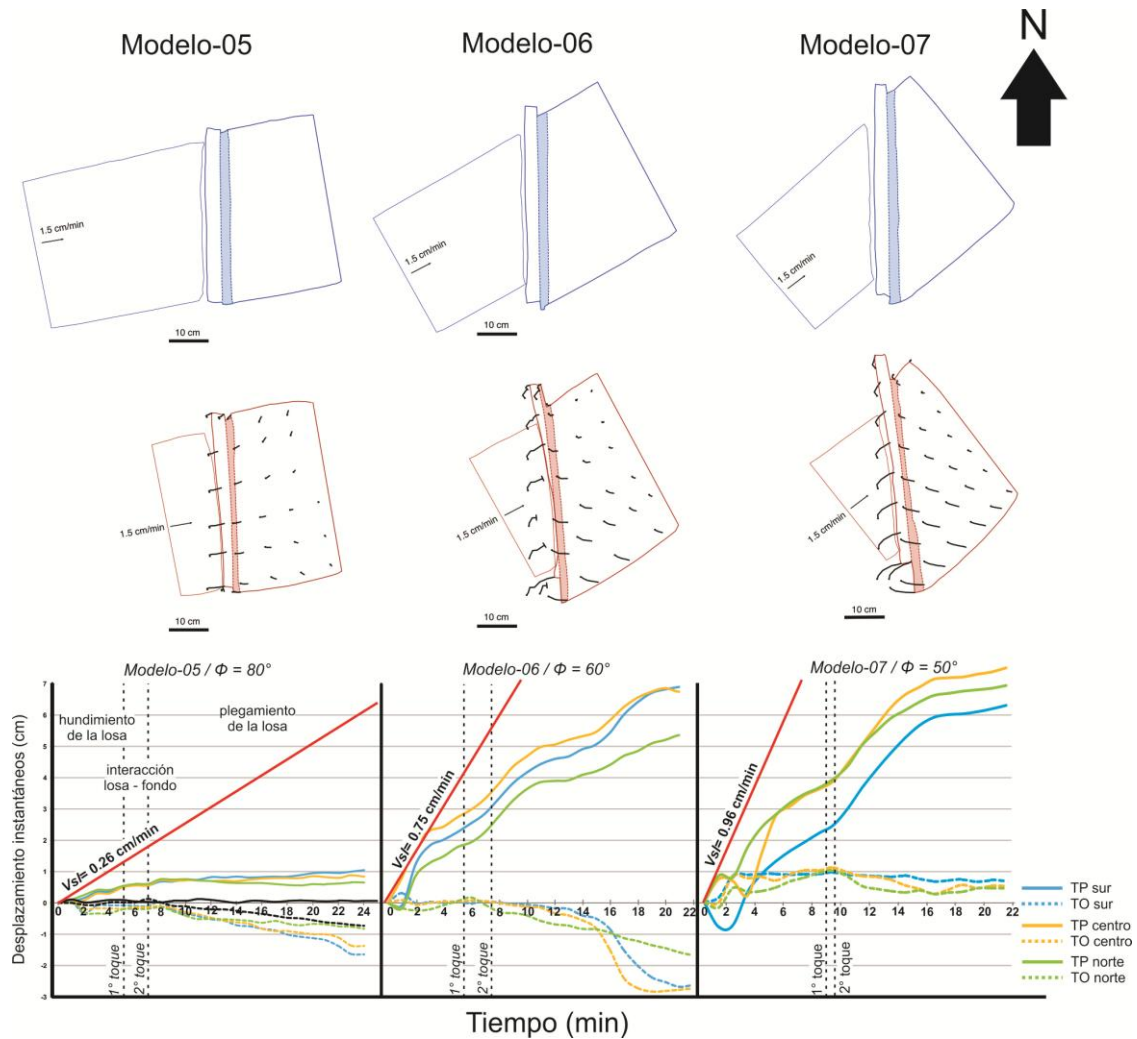 N
Modelo-05
Modelo-06
Modelo-07
1.5 cm/min
1.5 cm/min
1.5 cm/min
10 cm
10 cm
10 cm
1.5 cm/min
1.5 cm/min
1.5 cm/min
10 cm
10 cm
10 cm
Modelo-05 / Φ = 80°
Modelo-06 / Φ = 60°
Modelo-07 / Φ = 50°
Desplazamiento instantáneos (cm)
7
6
5
4
3
2
1
0
-1
-2
-3
hundimiento
de la losa
interacción
losa - fondo
plegamiento
de la losa
Vsl= 0.26 cm/min
Vsl= 0.75 cm/min
Vsl= 0.96 cm/min
0 2 4 6 8 10 12 14 16 18 20 22 24
0 2 4 6 8 10 12 14 16 18 20 22
0 2 4 6 8 10 12 14 16 18 20 22
1° toque
2° toque
1° toque
2° toque
1° toque
2° toque
TP sur
TO sur
TP centro
TO centro
TP norte
TO norte
Tiempo (min)